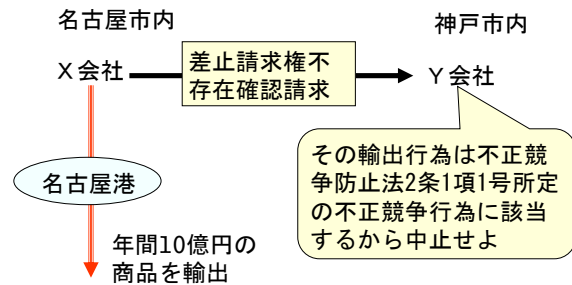 名古屋市内
神戸市内
X会社
差止請求権不
存在確認請求
Y会社
その輸出行為は不正競
争防止法2条1項1号所定
の不正競争行為に該当
するから中止せよ
名古屋港
年間10億円の
商品を輸出